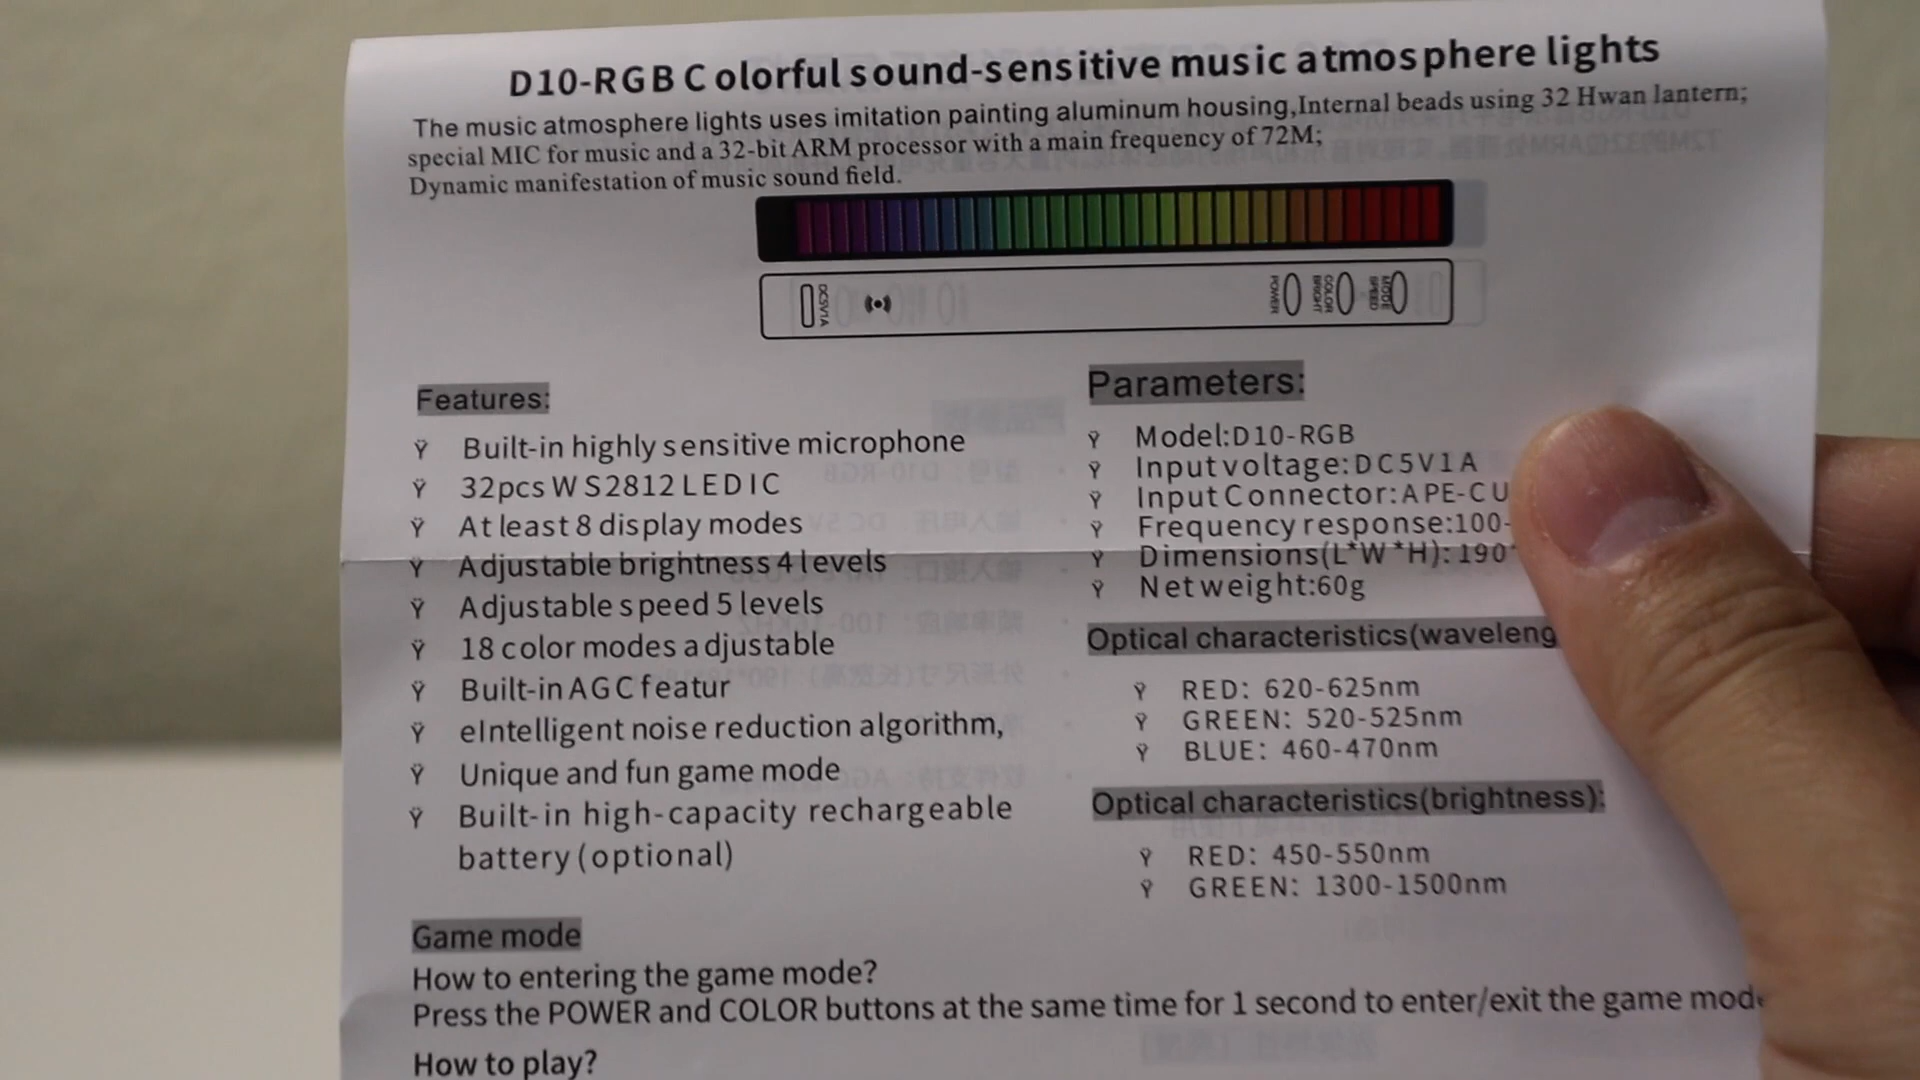 D10-RGB Colorful sound-sensitive music atmosphere lights
The music atmosphere lights uses imitation painting aluminum housing,Internal beads using 32 Hwan lantern;
special MIC for music and a 32-bit ARM processor with a main frequency of 72M;
Dynamic manifestation of music sound field.
DC5V1A
POWER
COLOR
BRIGHT
MODE
SPEED
Features:
Ÿ Built-in highly sensitive microphone
Ÿ 32pcs WS2812 LED IC
Ÿ At least 8 display modes
Ÿ Adjustable brightness 4 levels
Ÿ Adjustable speed 5 levels
Ÿ 18 color modes adjustable
Ÿ Built-in AGC featur
Ÿ eIntelligent noise reduction algorithm,
Ÿ Unique and fun game mode
Ÿ Built-in high-capacity rechargeable
battery (optional)
Parameters:
Ÿ Model:D10-RGB
Ÿ Input voltage:DC5V1A
Ÿ Input Connector:APE-CU
Ÿ Frequency response:100-
Ÿ Dimensions(L*W*H):190*
Ÿ Net weight:60g
Optical characteristics(waveleng
Ÿ RED: 620-625nm
Ÿ GREEN: 520-525nm
Ÿ BLUE: 460-470nm
Optical characteristics(brightness):
Ÿ RED: 450-550nm
Ÿ GREEN: 1300-1500nm
Game mode
How to entering the game mode?
Press the POWER and COLOR buttons at the same time for 1 second to enter/exit the game mode
How to play?